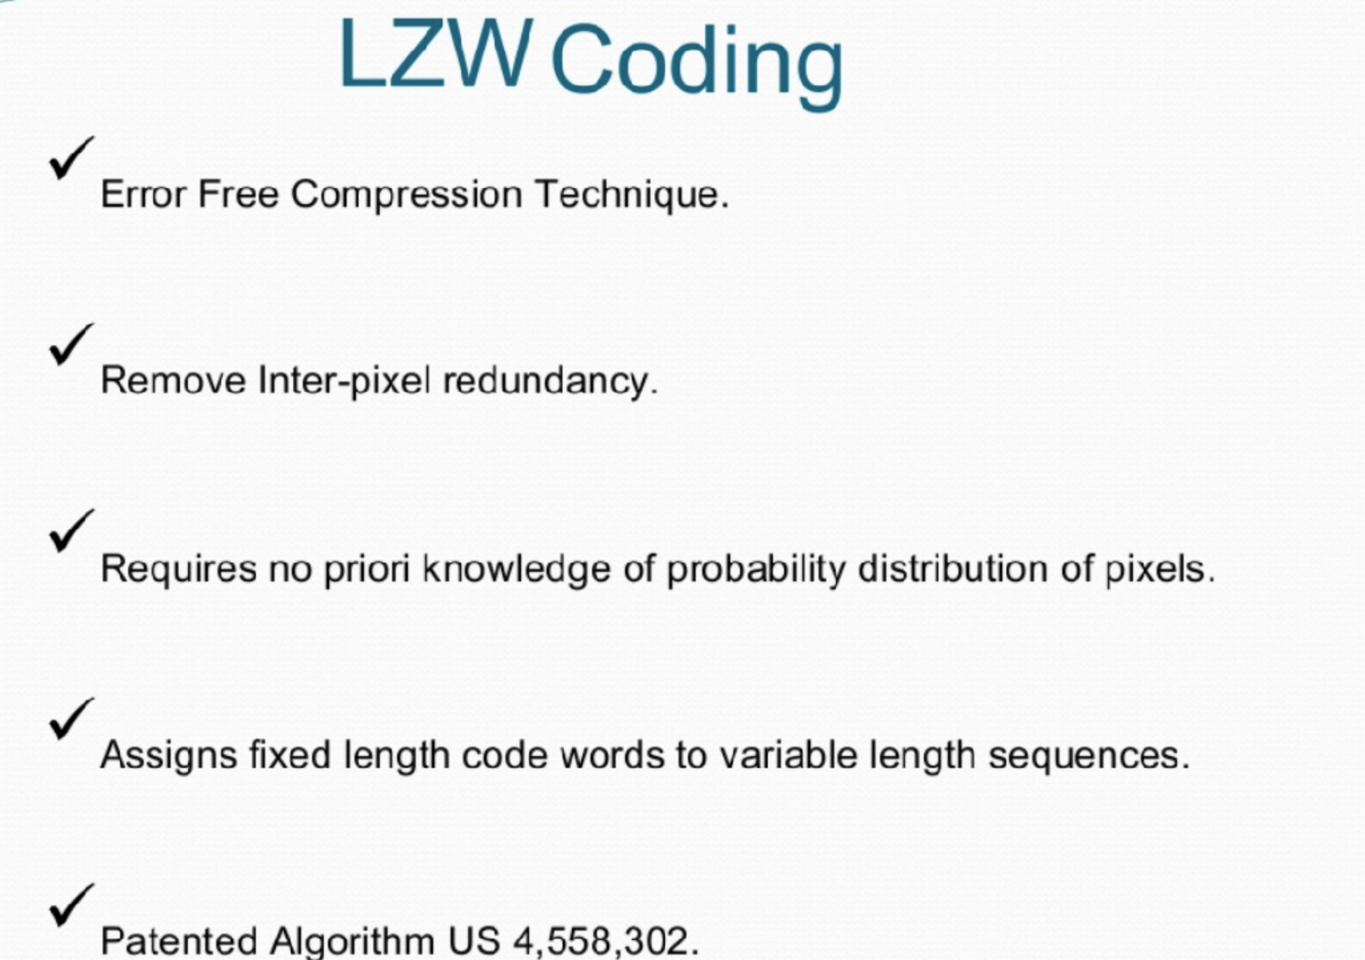 LZW Coding
✓ Error Free Compression Technique.
✓ Remove Inter-pixel redundancy.
✓ Requires no priori knowledge of probability distribution of pixels.
✓ Assigns fixed length code words to variable length sequences.
✓ Patented Algorithm US 4,558,302.